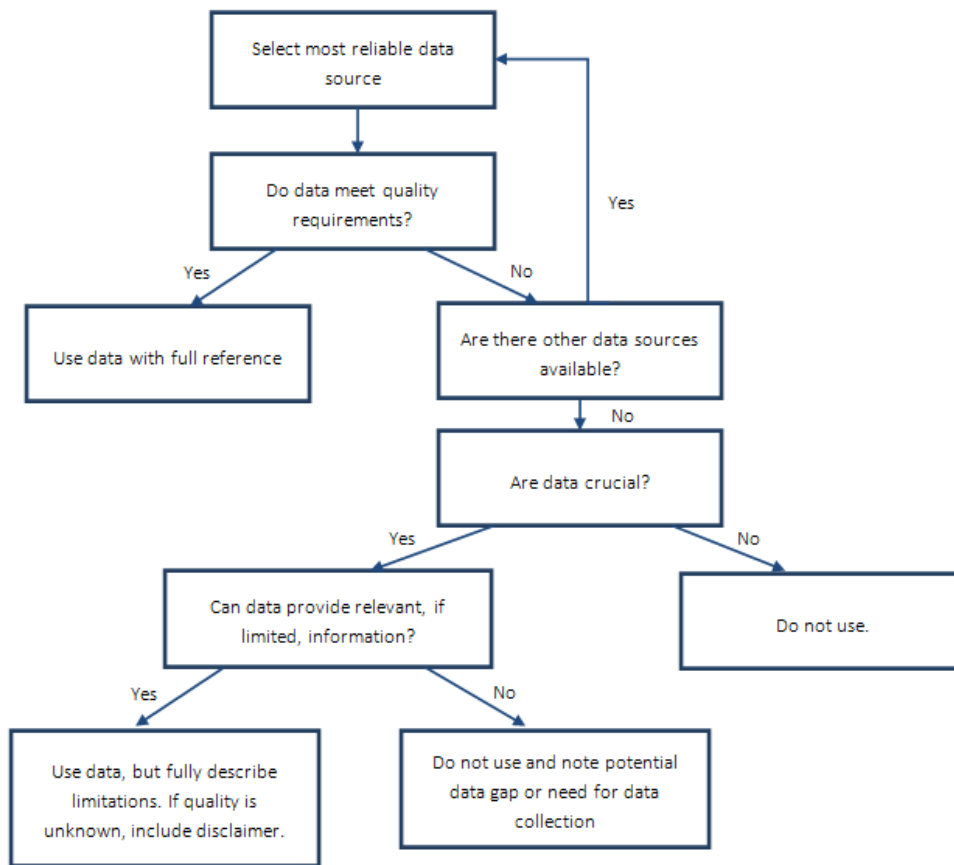 Select most reliable data
source
Do data meet quality
requirements?
Yes
Yes
No
Use data with full reference
Are there other data sources
available?
No
Are data crucial?
Yes
No
Can data provide relevant, if
limited, information?
Do not use.
Yes
No
Use data, but fully describe
limitations. If quality is
unknown, include disclaimer.
Do not use and note potential
data gap or need for data
collection